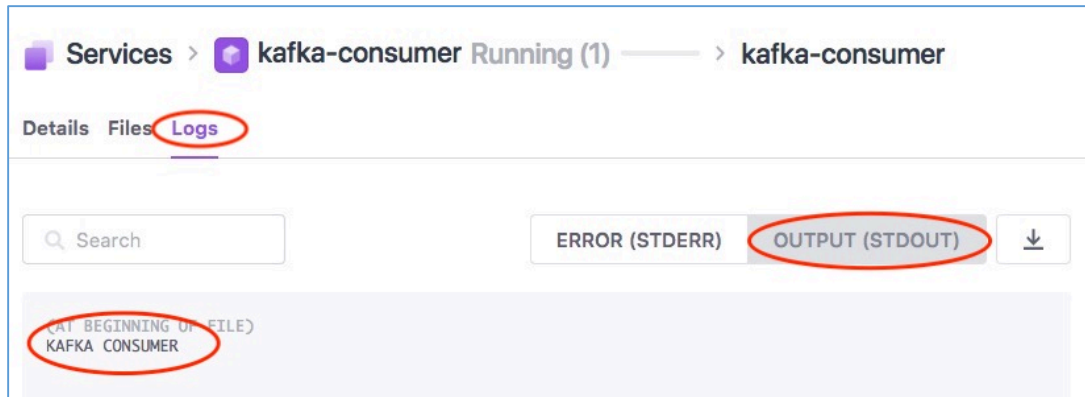 Services > kafka-consumer Running (1) > kafka-consumer
Details Files Logs
Search ERROR (STDERR) OUTPUT (STDOUT)
(AT BEGINNING OF FILE)
KAFKA CONSUMER